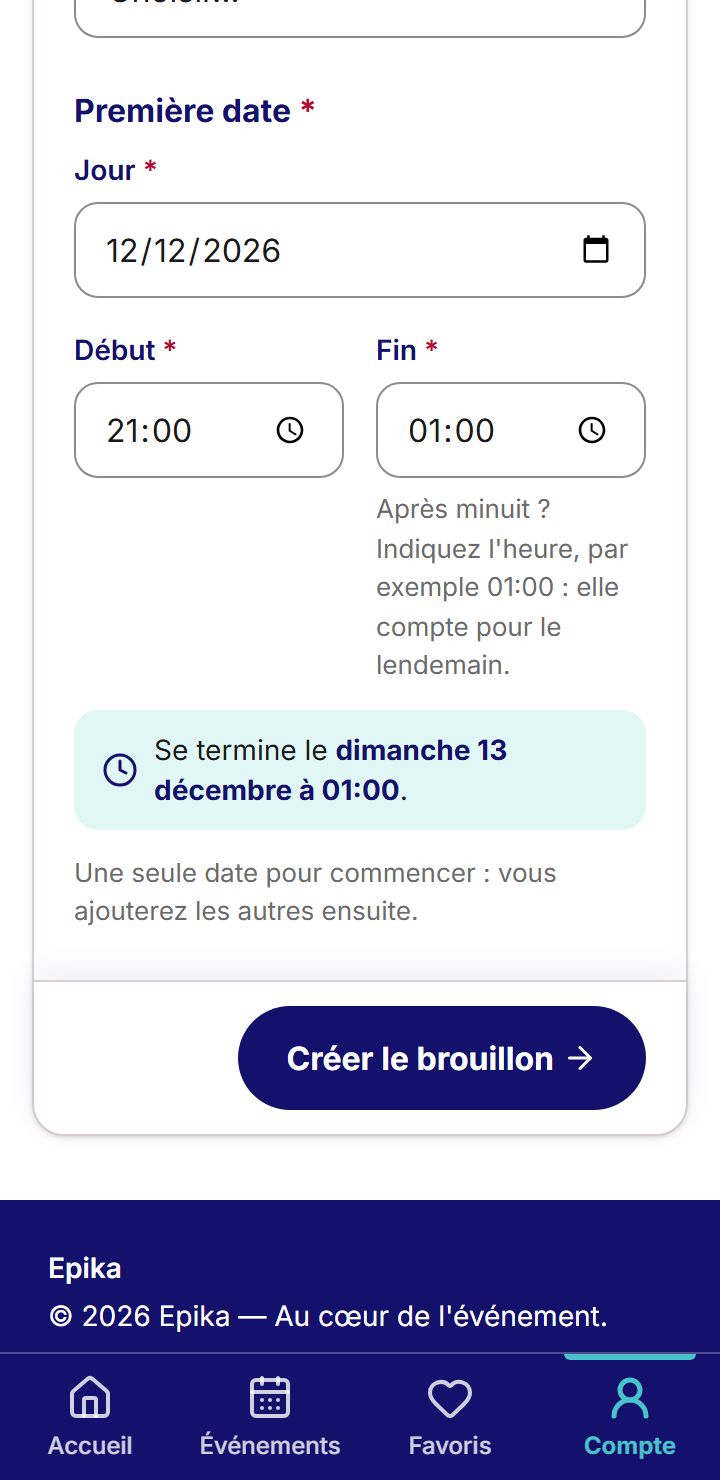 Première date *
Jour *
12/12/2026
Début *
Fin *
21:00
01:00
Après minuit ?
Indiquez l'heure, par
exemple 01:00 : elle
compte pour le
lendemain.
Se termine le dimanche 13
décembre à 01:00.
Une seule date pour commencer : vous
ajouterez les autres ensuite.
Créer le brouillon →
Epika
© 2026 Epika — Au cœur de l'événement.
Accueil
Événements
Favoris
Compte